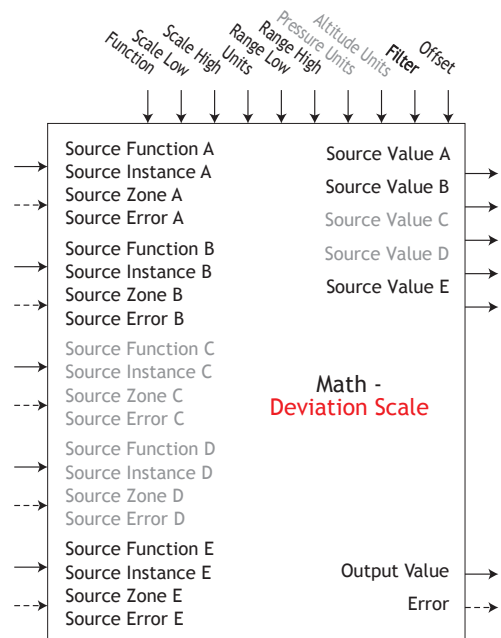 Function
Scale Low
Scale High
Units
Range Low
Range High
Pressure Units
Altitude Units
Filter
Offset
Source Function A
Source Instance A
Source Zone A
Source Error A
Source Function B
Source Instance B
Source Zone B
Source Error B
Source Function C
Source Instance C
Source Zone C
Source Error C
Source Function D
Source Instance D
Source Zone D
Source Error D
Source Function E
Source Instance E
Source Zone E
Source Error E
Source Value A
Source Value B
Source Value C
Source Value D
Source Value E
Math -
Deviation Scale
Output Value
Error